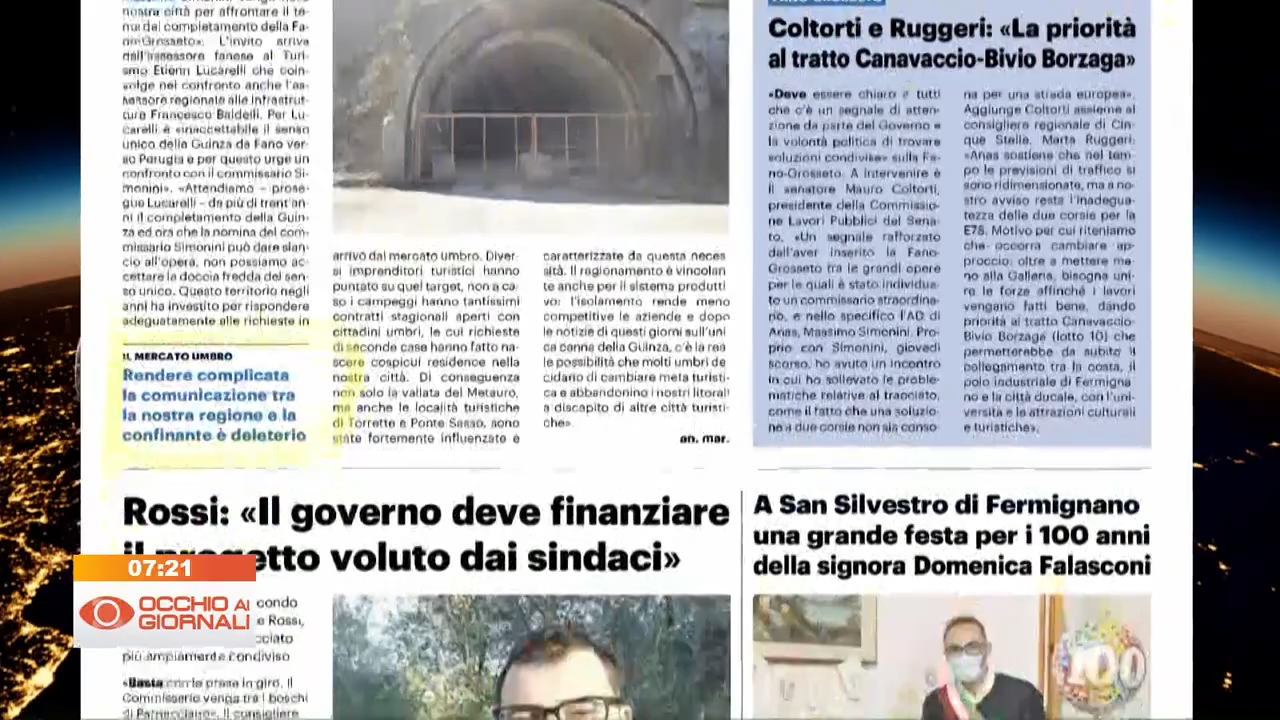 nostra città per affrontare il te-
ma del completamento della Fa-
no-Grosseto». L'invito arriva
dall'assessore fanese al Turi-
smo Etienn Lucarelli che coin-
volge nel confronto anche l'as-
sessore regionale alle Infrastrut-
ture Francesco Baldelli. Per Lu-
carelli è «inaccettabile il senso
unico della Guinza da Fano ver-
so Perugia e per questo urge un
confronto con il commissario Si-
monini». «Attendiamo – prose-
gue Lucarelli – da più di trent'an-
ni il completamento della Guin-
za ed ora che la nomina del com-
missario Simonini può dare slan-
cio all'opera, non possiamo ac-
cettare la doccia fredda del sen-
so unico. Questo territorio negli
anni ha investito per rispondere
adeguatamente alle richieste in
IL MERCATO UMBRO
Rendere complicata
la comunicazione tra
la nostra regione e la
confinante è deleterio
arrivo dal mercato umbro. Diver-
si imprenditori turistici hanno
puntato su quel target, non a ca-
so i campeggi hanno tantissimi
contratti stagionali aperti con
cittadini umbri, le cui richieste
di seconde case hanno fatto na-
scere cospicui residence nella
nostra città. Di conseguenza
non solo la vallata del Metauro,
ma anche le località turistiche
di Torrette e Ponte Sasso, sono
state fortemente influenzate e
caratterizzate da questa neces
sità. Il ragionamento è vincolan
te anche per il sistema produtti
vo: l'isolamento rende meno
competitive le aziende e dopo
le notizie di questi giorni sull'uni
ca canna della Guinza, c'è la rea
le possibilità che molti umbri de
cidano di cambiare meta turisti-
ca e abbandonino i nostri litorali
a discapito di altre città turisti-
che».
an. mar.
Coltorti e Ruggeri: «La priorità
al tratto Canavaccio-Bivio Borzaga»
«Deve essere chiaro a tutti
che c'è un segnale di atten-
zione da parte del Governo e
la volontà politica di trovare
soluzioni condivise» sulla Fa-
no-Grosseto. A intervenire è
il senatore Mauro Coltorti,
presidente della Commissio-
ne Lavori Pubblici del Sena-
to. «Un segnale rafforzato
dall'aver inserito la Fano-
Grosseto tra le grandi opere
per le quali è stato individua-
to un commissario straordina-
rio, e nello specifico l'AD di
Anas, Massimo Simonini. Pro-
prio con Simonini, giovedì
scorso, ho avuto un incontro
in cui ho sollevato le proble-
matiche relative al tracciato,
come il fatto che una soluzio-
ne a due corsie non sia conso-
na per una strada europea».
Aggiunge Coltorti assieme al
consigliere regionale di Cin-
que Stelle, Marta Ruggeri:
«Anas sostiene che nel tem-
po le previsioni di traffico si
sono ridimensionate, ma a no-
stro avviso resta l'inadegua-
tezza delle due corsie per la
E78. Motivo per cui riteniamo
che occorra cambiare ap-
proccio: oltre a mettere ma-
no alla Galleria, bisogna uni-
re le forze affinché i lavori
vengano fatti bene, dando
priorità al tratto Canavaccio-
Bivio Borzaga (lotto 10) che
permetterebbe da subito il
collegamento tra la costa, il
polo industriale di Fermigna-
no e la città ducale, con l'uni-
versità e le attrazioni culturali
e turistiche».
Rossi: «Il governo deve finanziare
il progetto voluto dai sindaci»
condo
e Rossi,
cciato
più ampiamente condiviso
«Basta con le prese in giro. Il
Commissario venga tra i boschi
consigliere
A San Silvestro di Fermignano
una grande festa per i 100 anni
della signora Domenica Falasconi
100
07:21
OCCHIO AI
GIORNALI